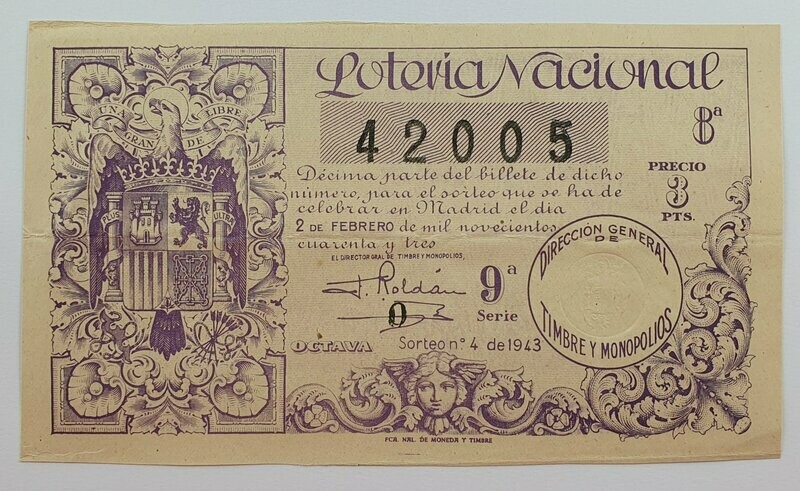 Lotería Nacional
UNA GRANDE LIBRE
42005
8ª
Décima parte del billete de dicho
número, para el sorteo que se ha de
celebrar en Madrid el día
2 DE FEBRERO de mil novecientos
cuarenta y tres
PRECIO
3
PTS.
PLUS ULTRA
EL DIRECTOR GRAL DE TIMBRE Y MONOPOLIOS,
J. Roldán
0
9ª
Serie
DIRECCIÓN GENERAL
DE
TIMBRE Y MONOPOLIOS
OCTAVA
Sorteo nº 4 de 1943
FCA. NAL. DE MONEDA Y TIMBRE